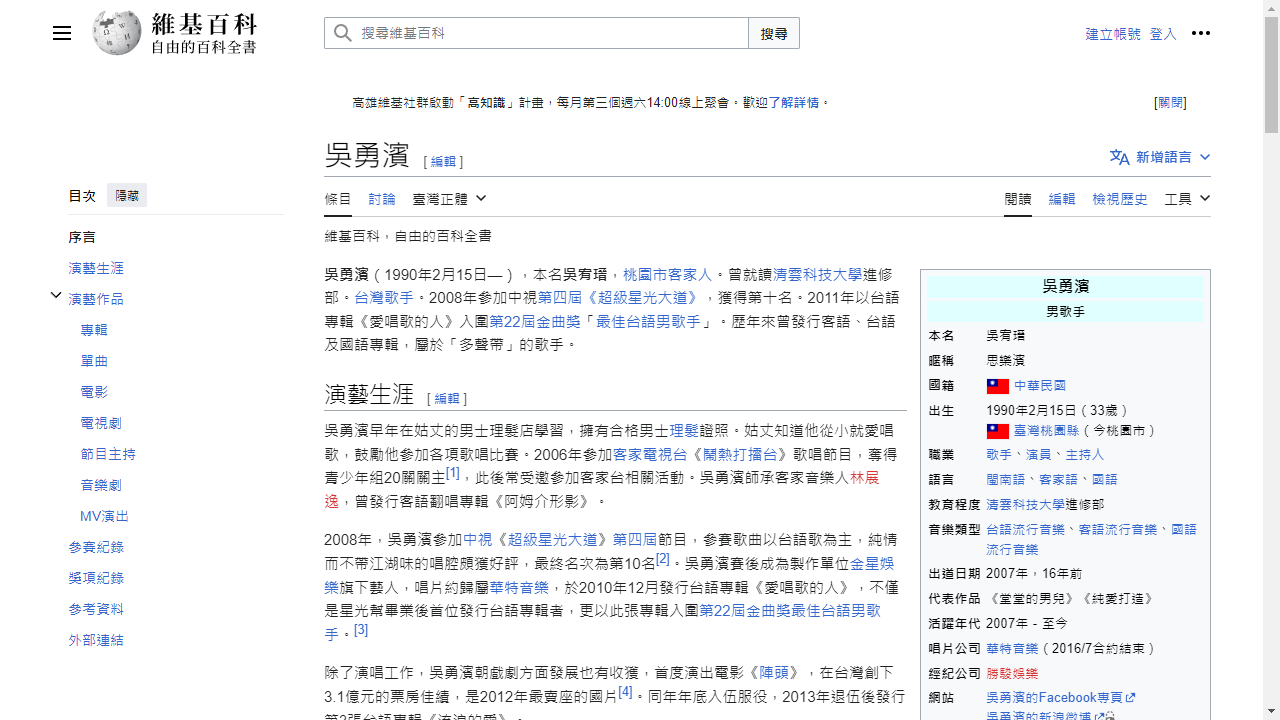 維基百科
自由的百科全書
搜尋維基百科
搜尋
建立帳號 登入
高雄維基社群啟動「高知識」計畫，每月第三個週六14:00線上聚會。歡迎了解詳情。
[關閉]
吳勇濱 [ 編輯 ]
新增語言
目次 隱藏
序言
演藝生涯
演藝作品
專輯
單曲
電影
電視劇
節目主持
音樂劇
MV演出
參賽紀錄
獎項紀錄
參考資料
外部連結
條目 討論 臺灣正體
閱讀 編輯 檢視歷史 工具
維基百科，自由的百科全書
吳勇濱（1990年2月15日—），本名吳宥瑨，桃園市客家人。曾就讀清雲科技大學進修
部。台灣歌手。2008年參加中視第四屆《超級星光大道》，獲得第十名。2011年以台語
專輯《愛唱歌的人》入圍第22屆金曲獎「最佳台語男歌手」。歷年來曾發行客語、台語
及國語專輯，屬於「多聲帶」的歌手。
演藝生涯 [ 編輯 ]
吳勇濱早年在姑丈的男士理髮店學習，擁有合格男士理髮證照。姑丈知道他從小就愛唱
歌，鼓勵他參加各項歌唱比賽。2006年參加客家電視台《鬧熱打擂台》歌唱節目，奪得
青少年組20關關主[1]，此後常受邀參加客家台相關活動。吳勇濱師承客家音樂人林展
逸，曾發行客語翻唱專輯《阿姆介形影》。
2008年，吳勇濱參加中視《超級星光大道》第四屆節目，參賽歌曲以台語歌為主，純情
而不帶江湖味的唱腔頗獲好評，最終名次為第10名[2]。吳勇濱賽後成為製作單位金星娛
樂旗下藝人，唱片約歸屬華特音樂，於2010年12月發行台語專輯《愛唱歌的人》，不僅
是星光幫畢業後首位發行台語專輯者，更以此張專輯入圍第22屆金曲獎最佳台語男歌
手。[3]
除了演唱工作，吳勇濱朝戲劇方面發展也有收獲，首度演出電影《陣頭》，在台灣創下
3.1億元的票房佳績，是2012年最賣座的國片[4]。同年年底入伍服役，2013年退伍後發行
第2張台語專輯《流浪的愛》。
吳勇濱
男歌手
本名 吳宥瑨
暱稱 思樂濱
國籍 中華民國
出生 1990年2月15日（33歲）
臺灣桃園縣（今桃園市）
職業 歌手、演員、主持人
語言 閩南語、客家語、國語
教育程度 清雲科技大學進修部
音樂類型 台語流行音樂、客語流行音樂、國語
流行音樂
出道日期 2007年，16年前
代表作品 《堂堂的男兒》《純愛打造》
活躍年代 2007年 - 至今
唱片公司 華特音樂（2016/7合約結束）
經紀公司 勝駿娛樂
網站 吳勇濱的Facebook專頁
吳勇濱的新浪微博